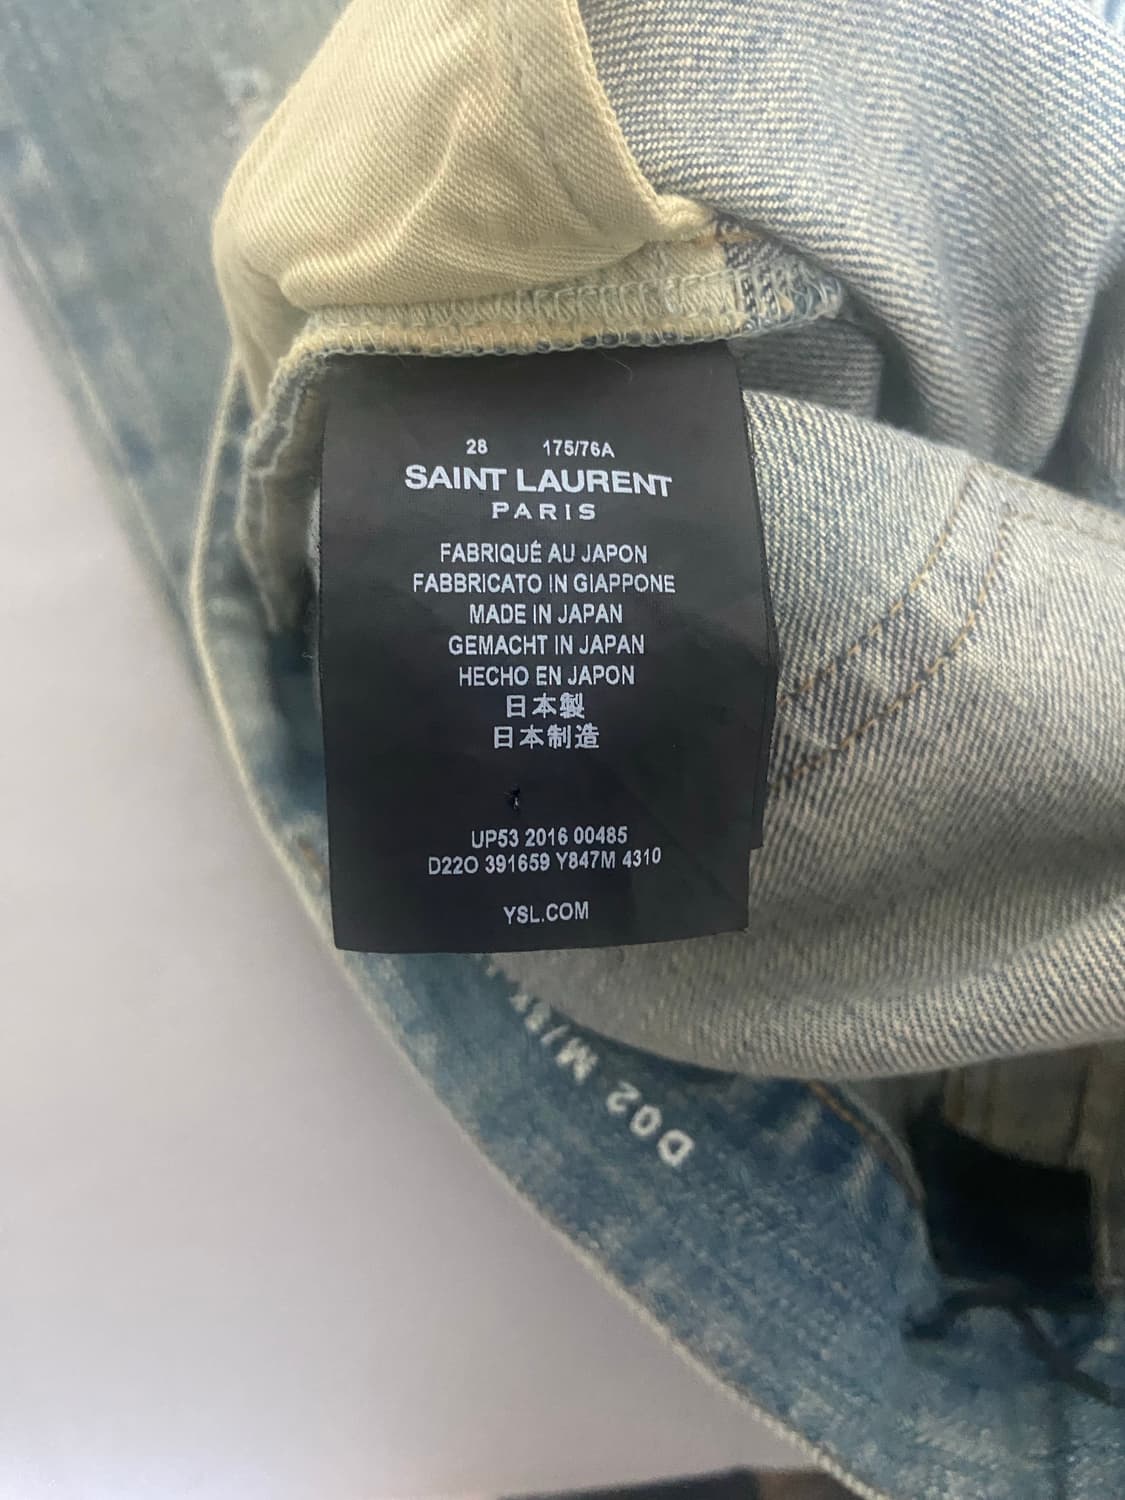 28 175/76A
SAINT LAURENT
PARIS
FABRIQUÉ AU JAPON
FABBRICATO IN GIAPPONE
MADE IN JAPAN
GEMACHT IN JAPAN
HECHO EN JAPON
日本製
日本制造
UP53 2016 00485
D22O 391659 Y847M 4310
YSL.COM
D02